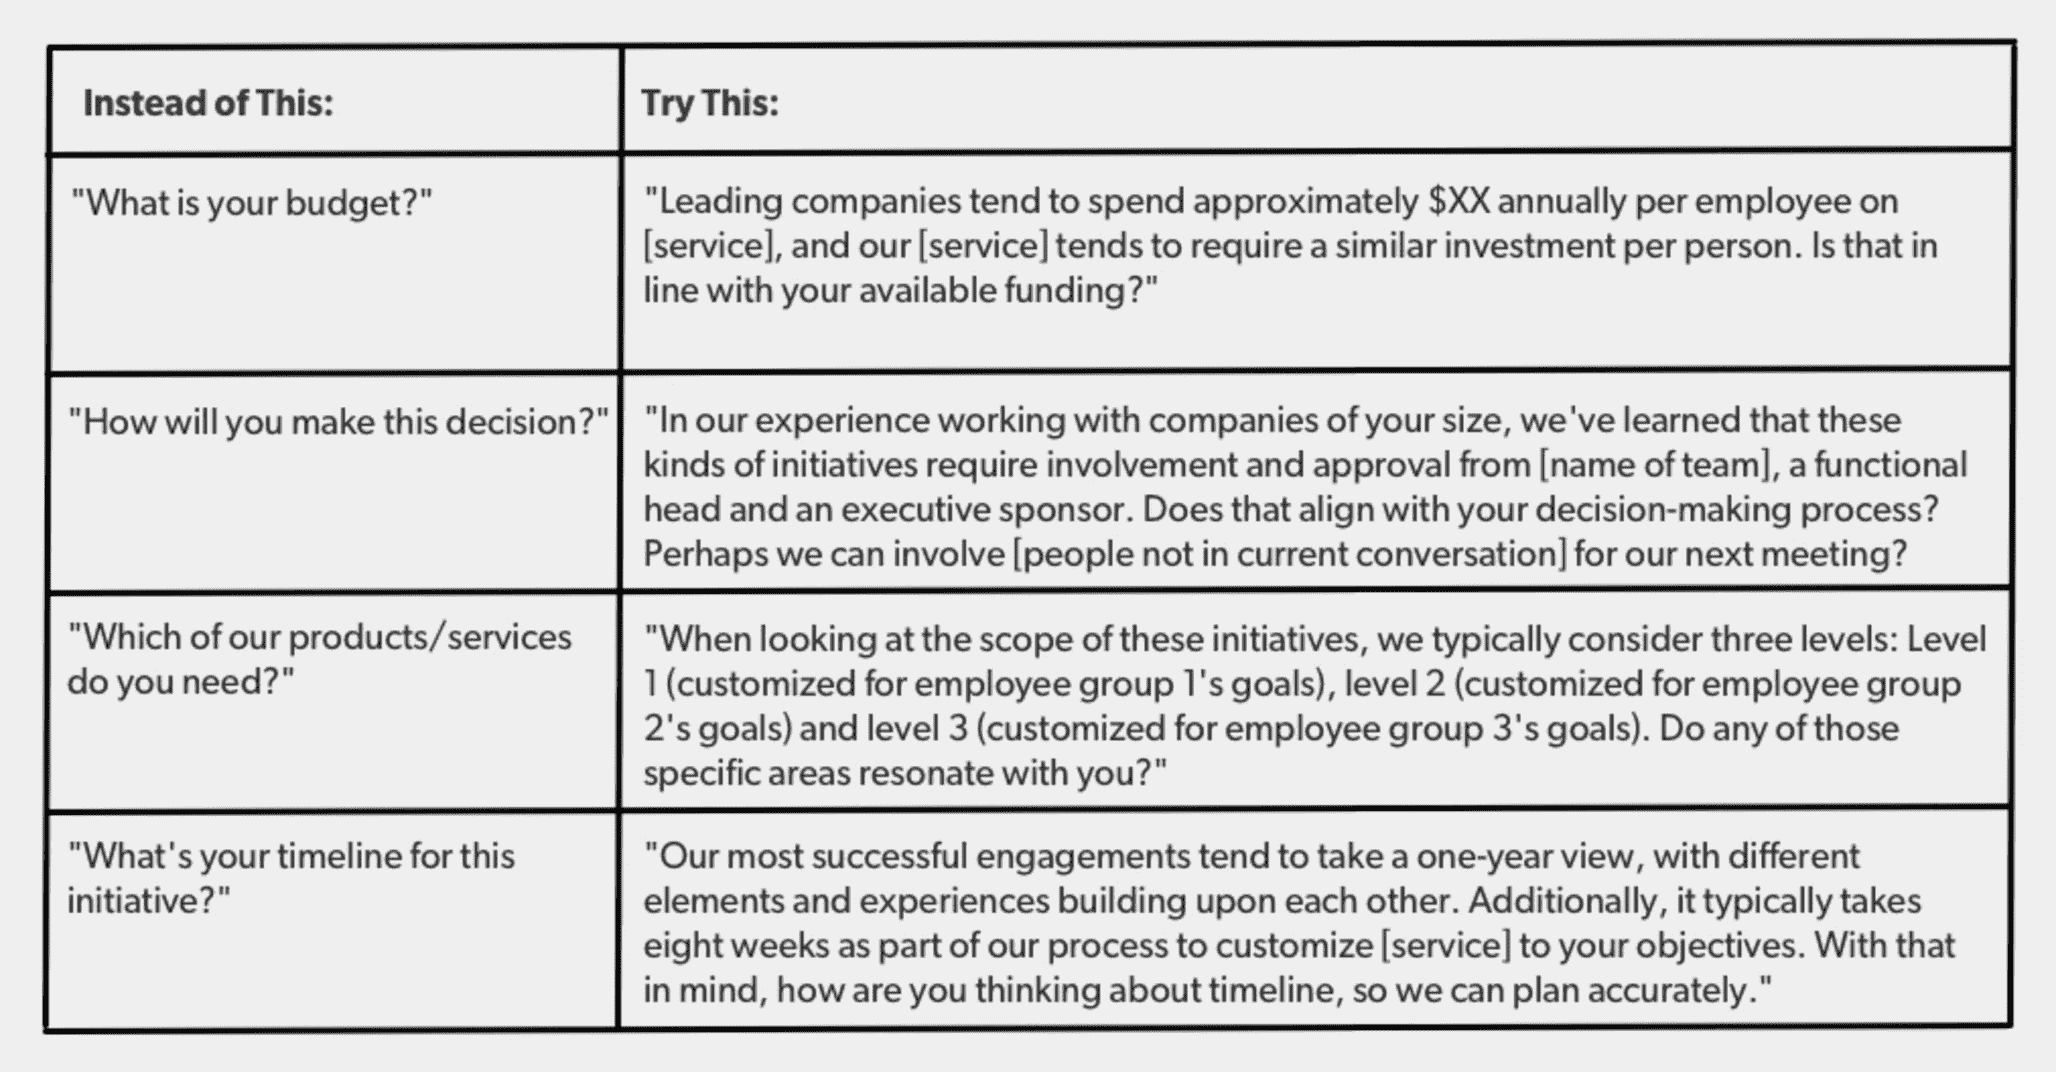 Instead of This:
Try This:
"What is your budget?"
"Leading companies tend to spend approximately $XX annually per employee on
[service], and our [service] tends to require a similar investment per person. Is that in
line with your available funding?"
"How will you make this decision?"
"In our experience working with companies of your size, we've learned that these
kinds of initiatives require involvement and approval from [name of team], a functional
head and an executive sponsor. Does that align with your decision-making process?
Perhaps we can involve [people not in current conversation] for our next meeting?
"Which of our products/services
do you need?"
"When looking at the scope of these initiatives, we typically consider three levels: Level
1 (customized for employee group 1's goals), level 2 (customized for employee group
2's goals) and level 3 (customized for employee group 3's goals). Do any of those
specific areas resonate with you?"
"What's your timeline for this
initiative?"
"Our most successful engagements tend to take a one-year view, with different
elements and experiences building upon each other. Additionally, it typically takes
eight weeks as part of our process to customize [service] to your objectives. With that
in mind, how are you thinking about timeline, so we can plan accurately."